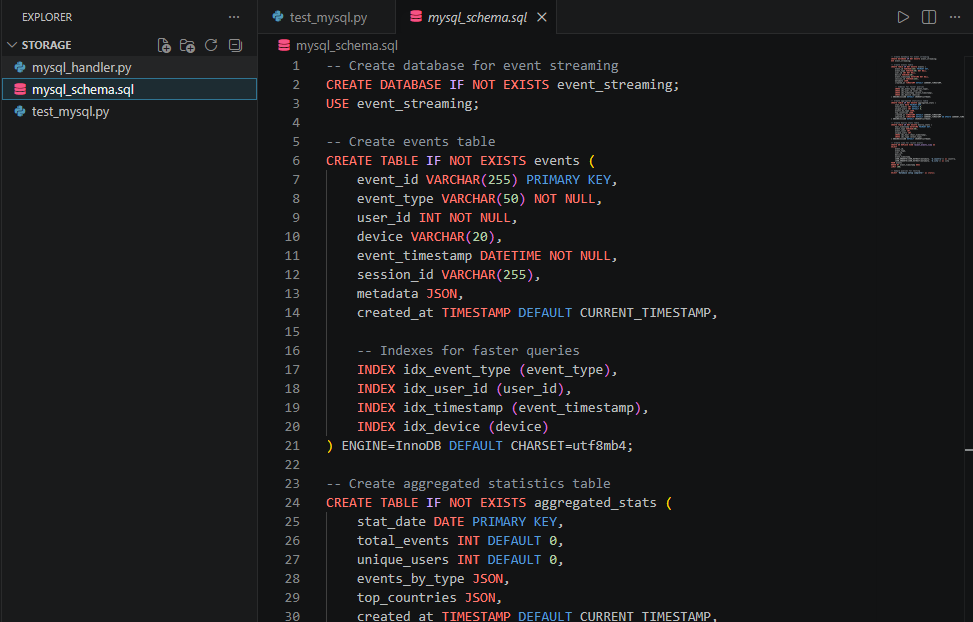 EXPLORER
STORAGE
mysql_handler.py
mysql_schema.sql
test_mysql.py
test_mysql.py
mysql_schema.sql
mysql_schema.sql
1 -- Create database for event streaming
2 CREATE DATABASE IF NOT EXISTS event_streaming;
3 USE event_streaming;
4
5 -- Create events table
6 CREATE TABLE IF NOT EXISTS events (
7 event_id VARCHAR(255) PRIMARY KEY,
8 event_type VARCHAR(50) NOT NULL,
9 user_id INT NOT NULL,
10 device VARCHAR(20),
11 event_timestamp DATETIME NOT NULL,
12 session_id VARCHAR(255),
13 metadata JSON,
14 created_at TIMESTAMP DEFAULT CURRENT_TIMESTAMP,
15
16 -- Indexes for faster queries
17 INDEX idx_event_type (event_type),
18 INDEX idx_user_id (user_id),
19 INDEX idx_timestamp (event_timestamp),
20 INDEX idx_device (device)
21 ) ENGINE=InnoDB DEFAULT CHARSET=utf8mb4;
22
23 -- Create aggregated statistics table
24 CREATE TABLE IF NOT EXISTS aggregated_stats (
25 stat_date DATE PRIMARY KEY,
26 total_events INT DEFAULT 0,
27 unique_users INT DEFAULT 0,
28 events_by_type JSON,
29 top_countries JSON,
30 created_at TIMESTAMP DEFAULT CURRENT_TIMESTAMP,